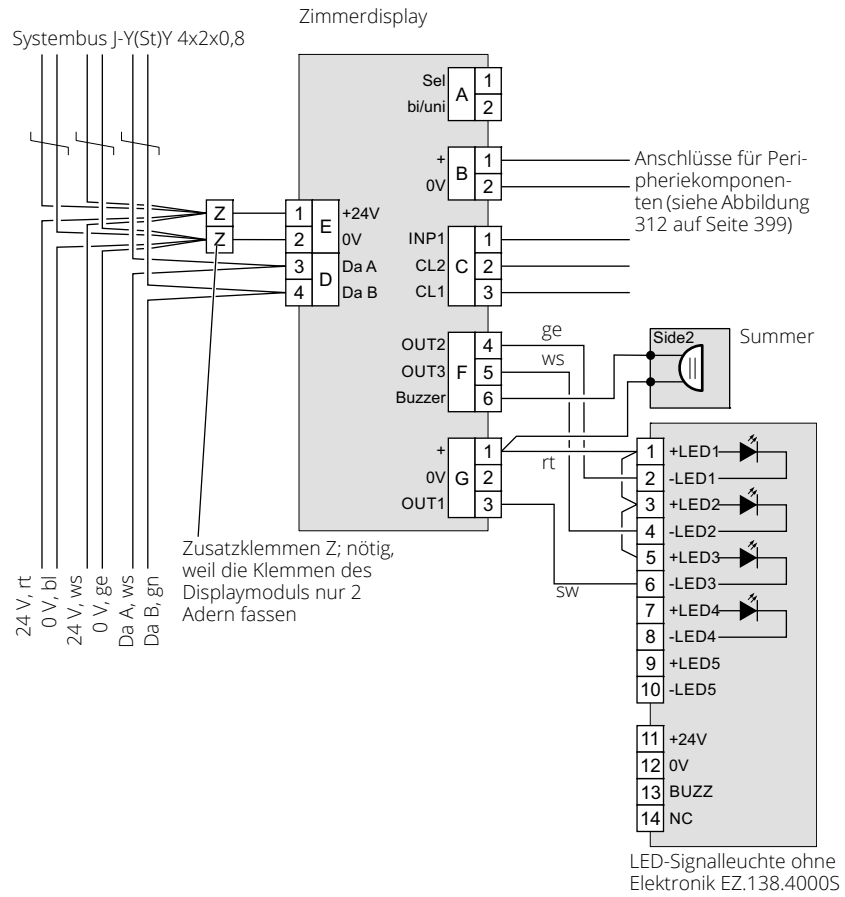 Zimmerdisplay
Systembus J-Y(St)Y 4x2x0,8
Sel
bi/uni
A
1
2
+
0V
B
1
2
Anschlüsse für Peri-
pheriekomponen-
ten (siehe Abbildung
312 auf Seite 399)
Z
Z
1
2
3
4
E
D
+24V
0V
Da A
Da B
INP1
CL2
CL1
C
1
2
3
OUT2
OUT3
Buzzer
F
4
5
6
ge
ws
Side2
Summer
+
0V
OUT1
G
1
2
3
rt
sw
1 +LED1
2 -LED1
3 +LED2
4 -LED2
5 +LED3
6 -LED3
7 +LED4
8 -LED4
9 +LED5
10 -LED5
11 +24V
12 0V
13 BUZZ
14 NC
Zusatzklemmen Z; nötig,
weil die Klemmen des
Displaymoduls nur 2
Adern fassen
24 V, rt
0 V, bl
24 V, ws
0 V, ge
Da A, ws
Da B, gn
LED-Signalleuchte ohne
Elektronik EZ.138.4000S